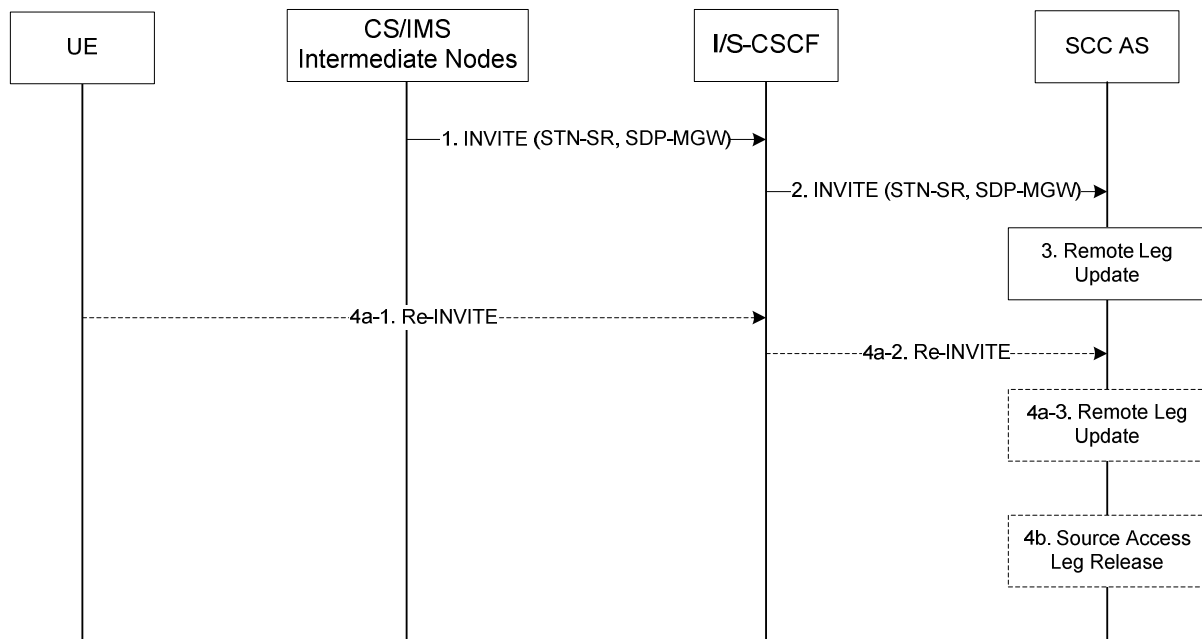 UE
CS/IMS
Intermediate Nodes
I/S-CSCF
SCC AS
1. INVITE (STN-SR, SDP-MGW)
2. INVITE (STN-SR, SDP-MGW)
3. Remote Leg
Update
4a-1. Re-INVITE
4a-2. Re-INVITE
4a-3. Remote Leg
Update
4b. Source Access
Leg Release